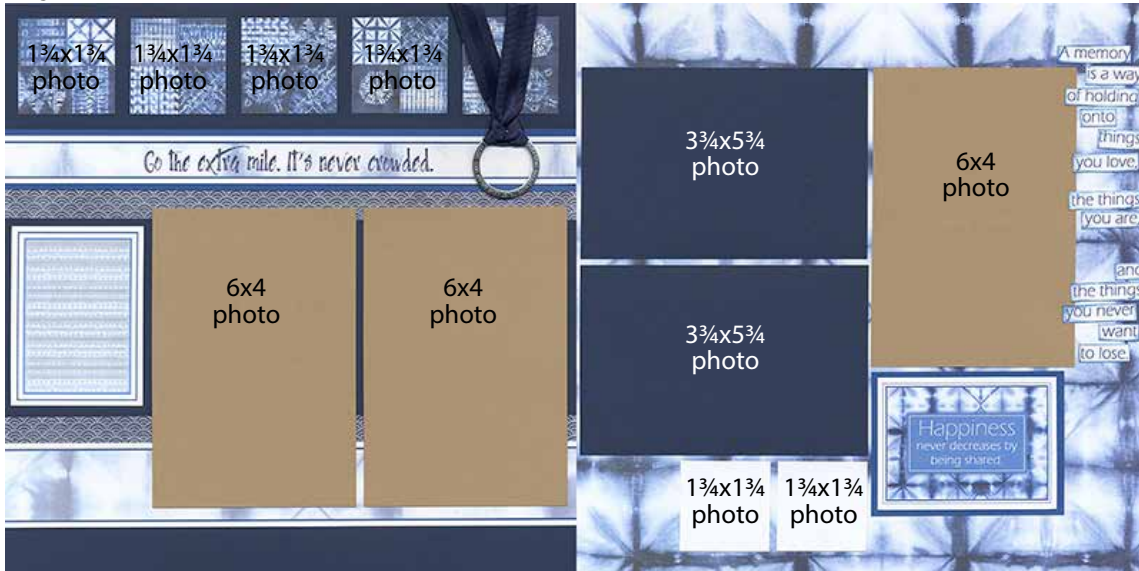 1¾x1¾
photo
1¾x1¾
photo
1¾x1¾
photo
1¾x1¾
photo
Go the extra mile. It's never crowded.
6x4
photo
6x4
photo
3¾x5¾
photo
3¾x5¾
photo
6x4
photo
A memory
is a way
of holding
onto
things
you love,
the things
you are,
and
the things
you never
want
to lose.
Happiness
never decreases by
being shared.
1¾x1¾
photo
1¾x1¾
photo